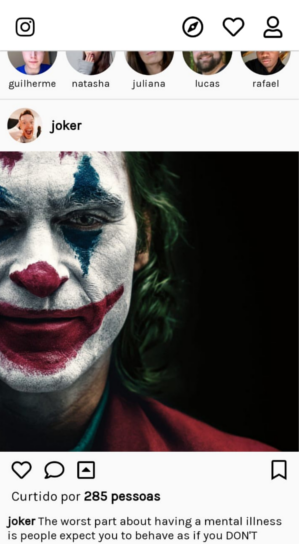 guilherme natasha juliana lucas rafael
joker
Curtido por 285 pessoas
joker The worst part about having a mental illness
is people expect you to behave as if you DON'T